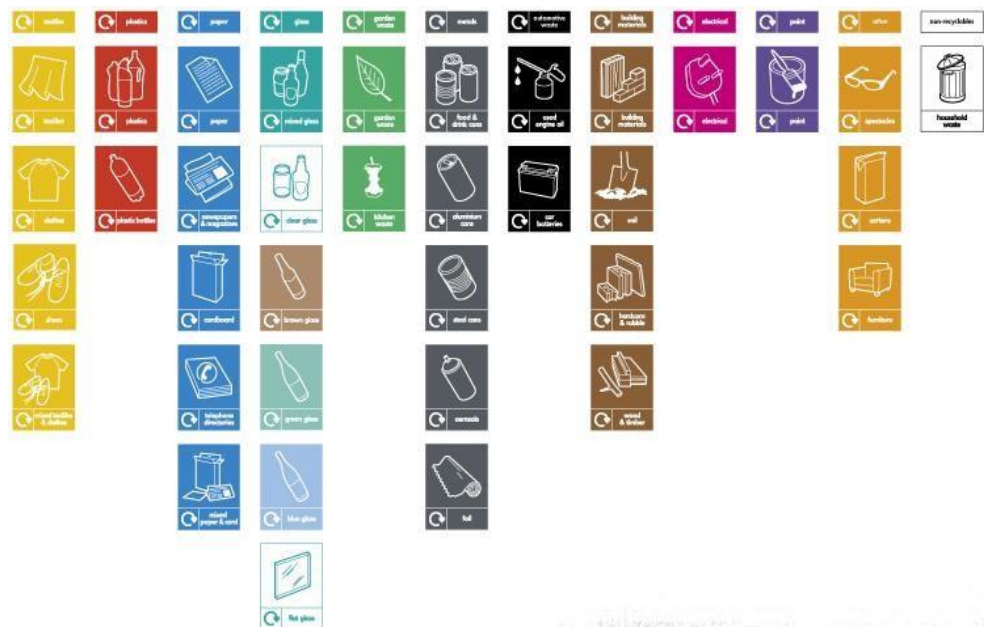 textiles
plastics
paper
glass
garden
waste
metals
automotive
waste
building
materials
electrical
paint
other
non-recyclables
textiles
plastics
paper
mixed glass
garden
waste
food &
drink cans
used
engine oil
building
materials
electrical
paint
spectacles
household
waste
clothes
plastic bottles
newspapers
& magazines
clear glass
kitchen
waste
aluminium
cans
car
batteries
soil
cartons
shoes
cardboard
brown glass
steel cans
hardcore
& rubble
furniture
mixed textiles
& clothes
telephone
directories
green glass
aerosols
wood
& timber
mixed
paper & card
blue glass
foil
flat glass